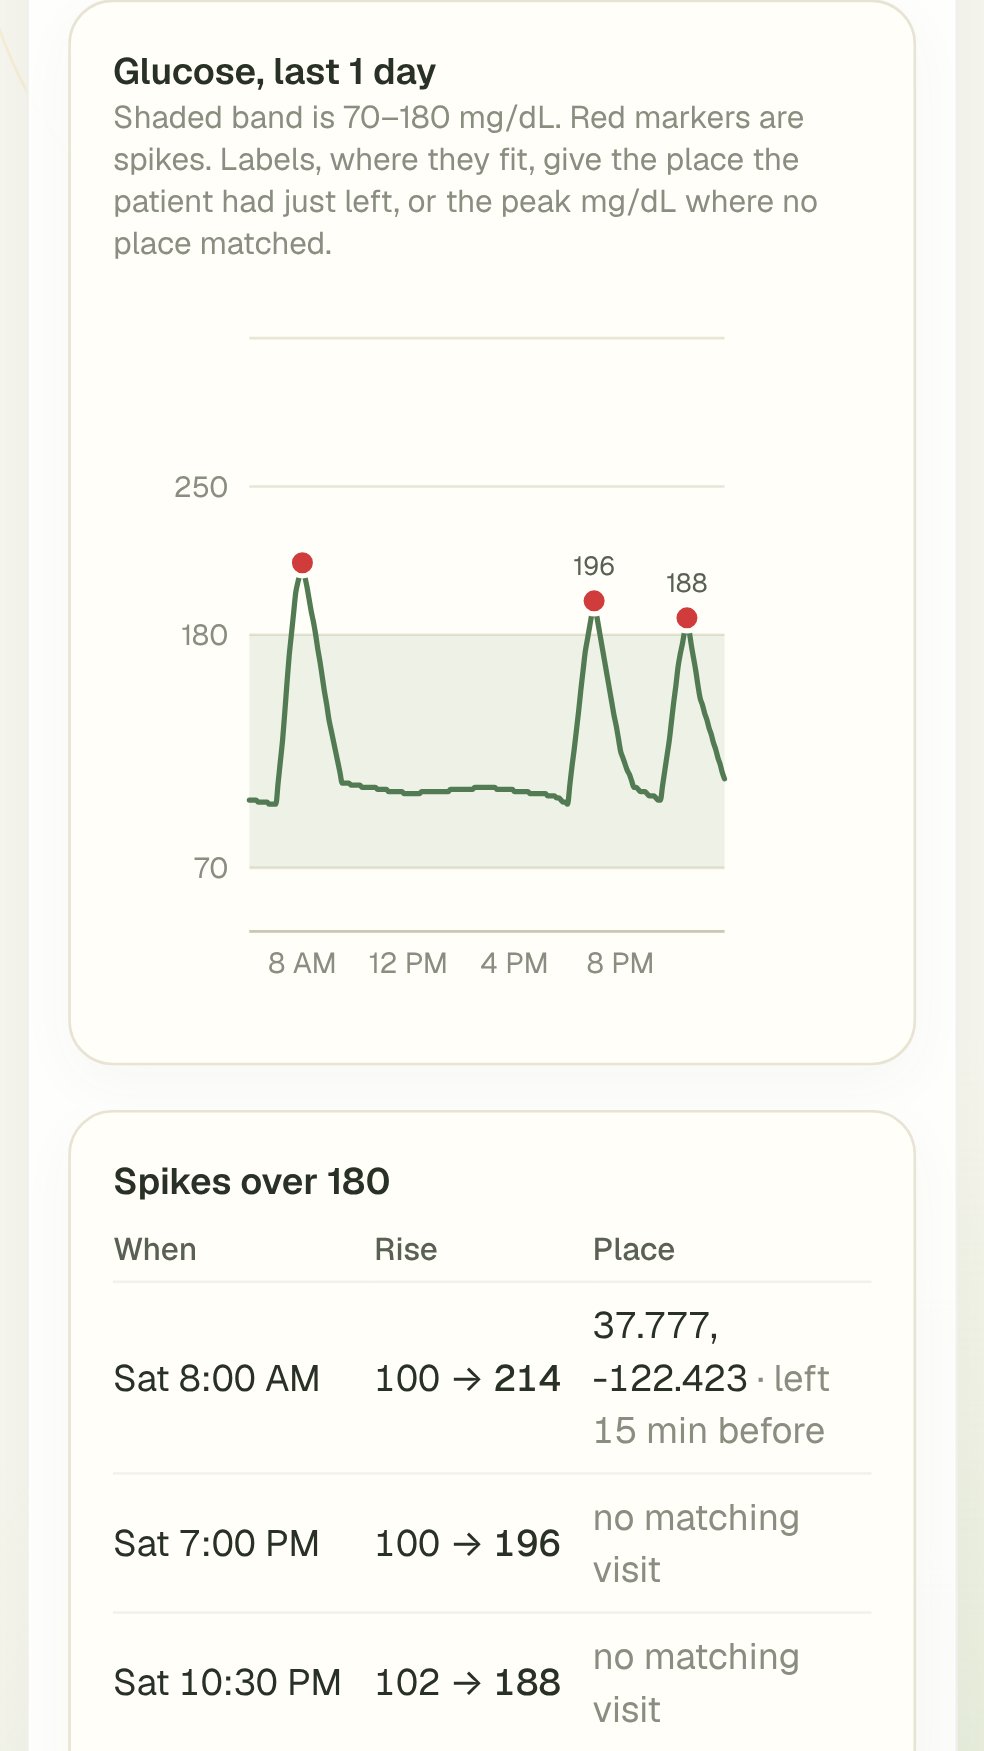 Glucose, last 1 day
Shaded band is 70–180 mg/dL. Red markers are
spikes. Labels, where they fit, give the place the
patient had just left, or the peak mg/dL where no
place matched.
250
196
188
180
70
8 AM 12 PM 4 PM 8 PM
Spikes over 180
When Rise Place
Sat 8:00 AM 100 → 214 37.777,
-122.423 · left
15 min before
Sat 7:00 PM 100 → 196 no matching
visit
Sat 10:30 PM 102 → 188 no matching
visit